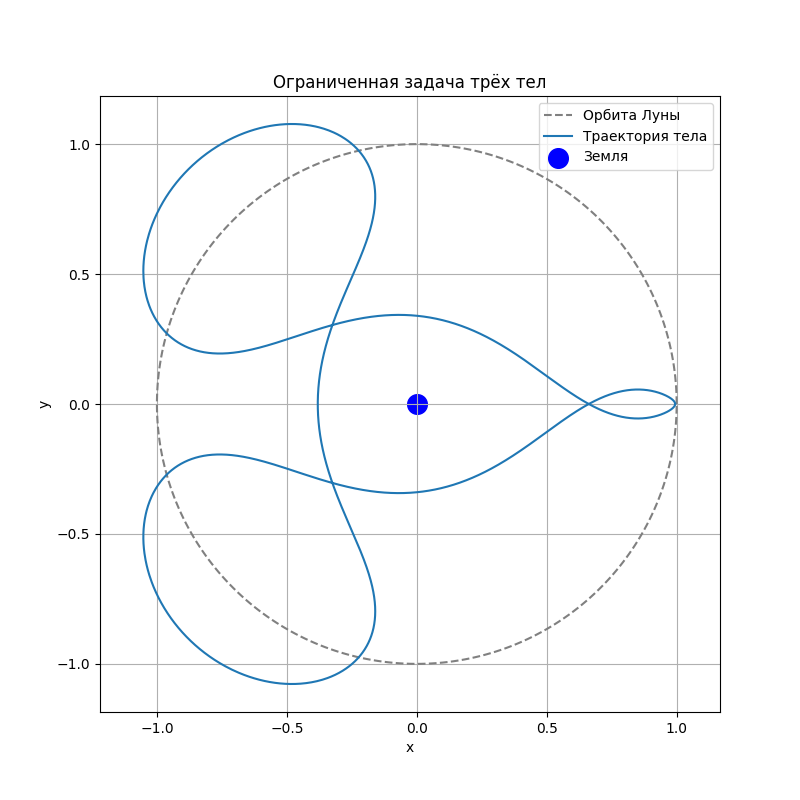 Ограниченная задача трёх тел
Орбита Луны
Траектория тела
Земля
1.0
0.5
0.0
−0.5
−1.0
y
−1.0 −0.5 0.0 0.5 1.0
x